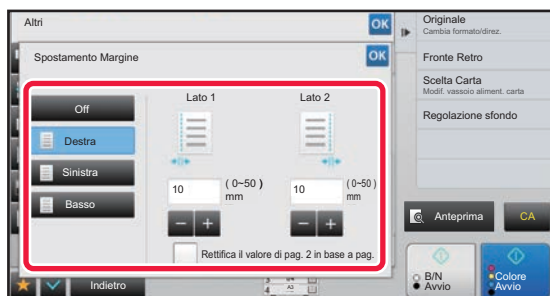 Altri
OK
Spostamento Margine
OK
Off
Destra
Sinistra
Basso
Lato 1
Lato 2
10
( 0~50 )
mm
10
( 0~50 )
mm
Rettifica il valore di pag. 2 in base a pag.
Indietro
Originale
Cambia formato/direz.
Fronte Retro
Scelta Carta
Modif. vassoio aliment. carta
Regolazione sfondo
Anteprima
CA
B/N
Avvio
Colore
Avvio